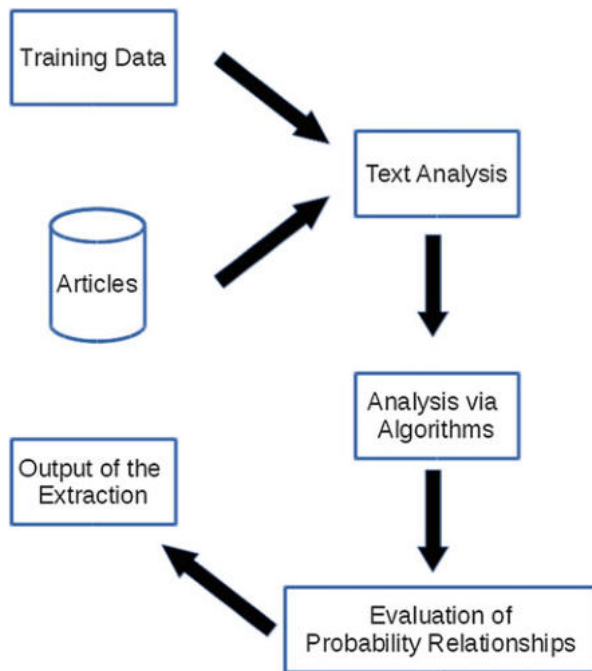 Training Data
Text Analysis
Articles
Analysis via
Algorithms
Output of the
Extraction
Evaluation of
Probability Relationships